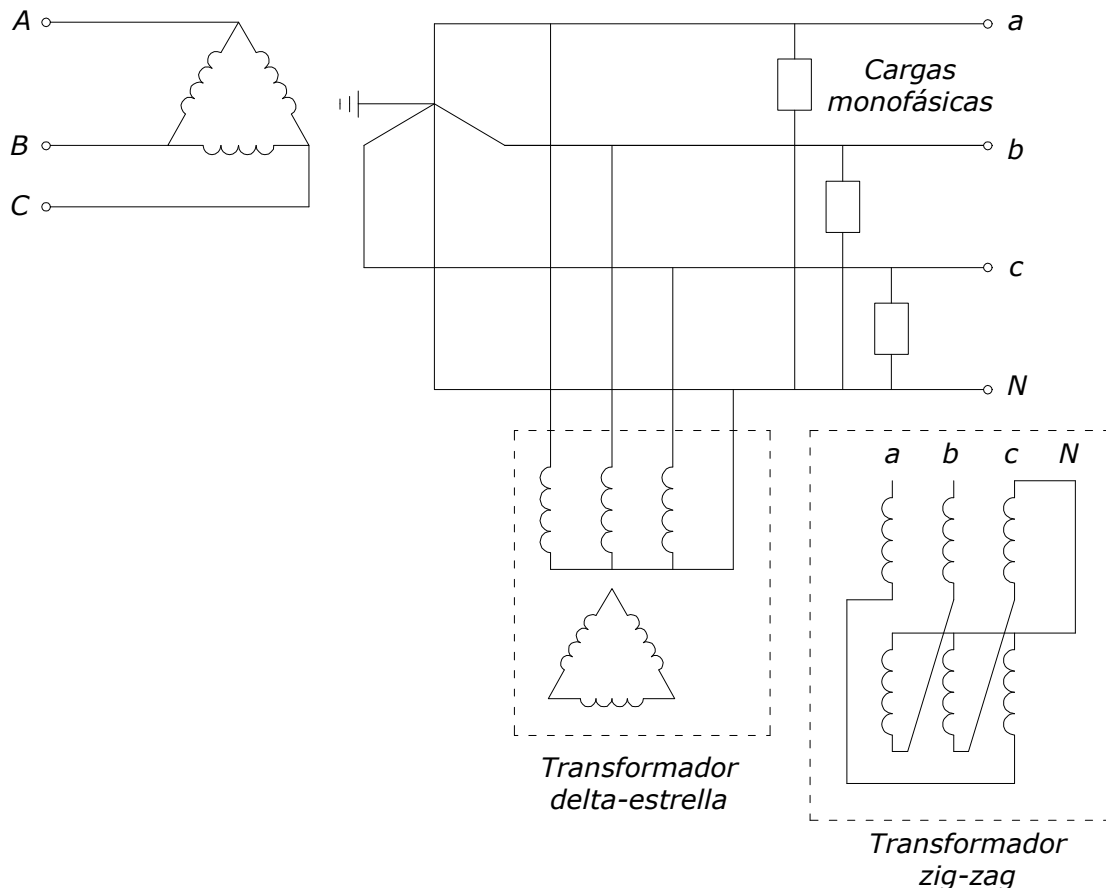 A
B
C
a
Cargas
monofásicas
b
c
N
a b c N
Transformador
delta-estrella
Transformador
zig-zag